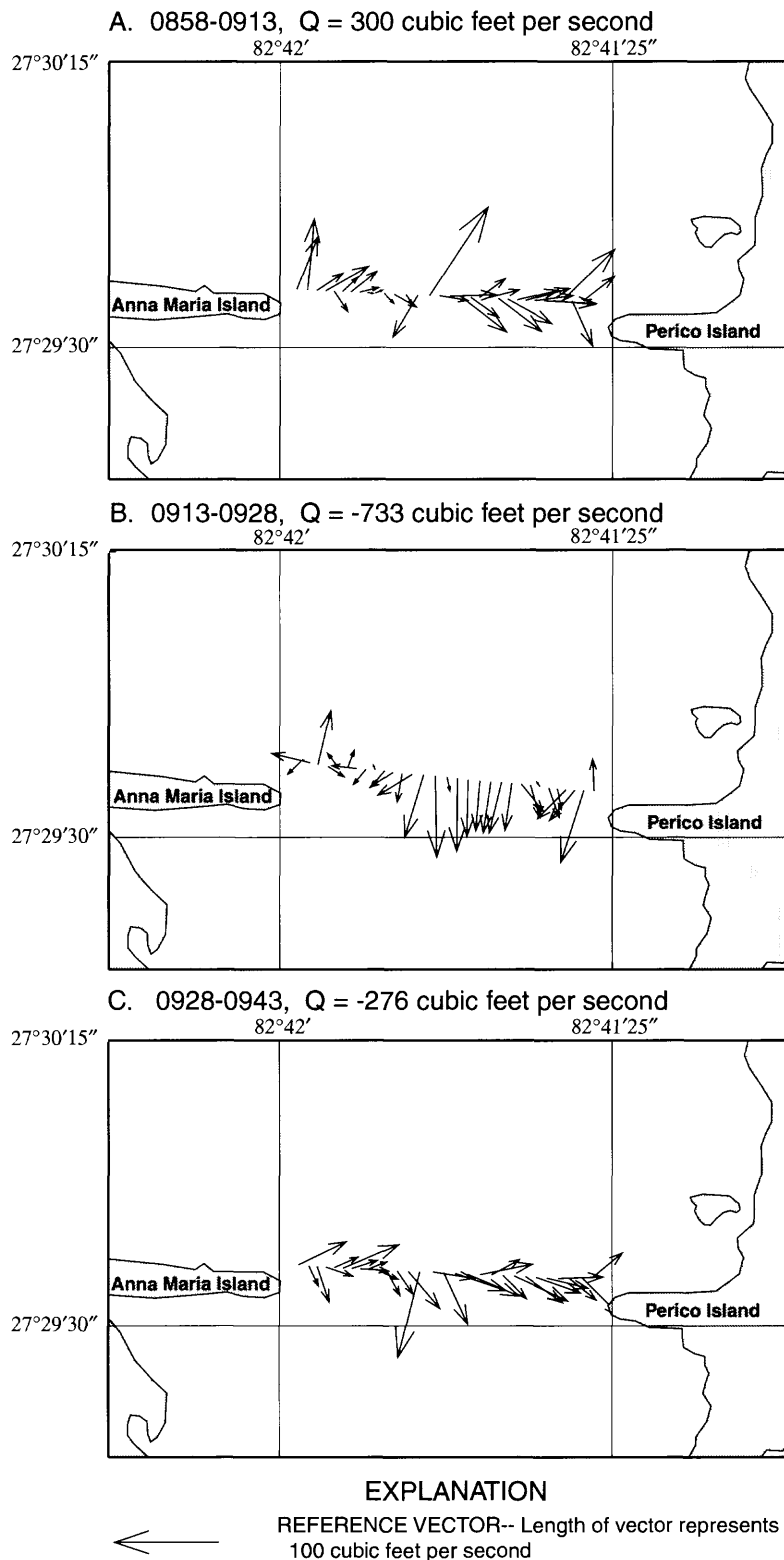 A. 0858-0913, Q = 300 cubic feet per second
82°42′ 82°41′25″
27°30′15″
Anna Maria Island
Perico Island
27°29′30″
B. 0913-0928, Q = -733 cubic feet per second
82°42′ 82°41′25″
27°30′15″
Anna Maria Island
Perico Island
27°29′30″
C. 0928-0943, Q = -276 cubic feet per second
82°42′ 82°41′25″
27°30′15″
Anna Maria Island
Perico Island
27°29′30″
EXPLANATION
REFERENCE VECTOR-- Length of vector represents
100 cubic feet per second